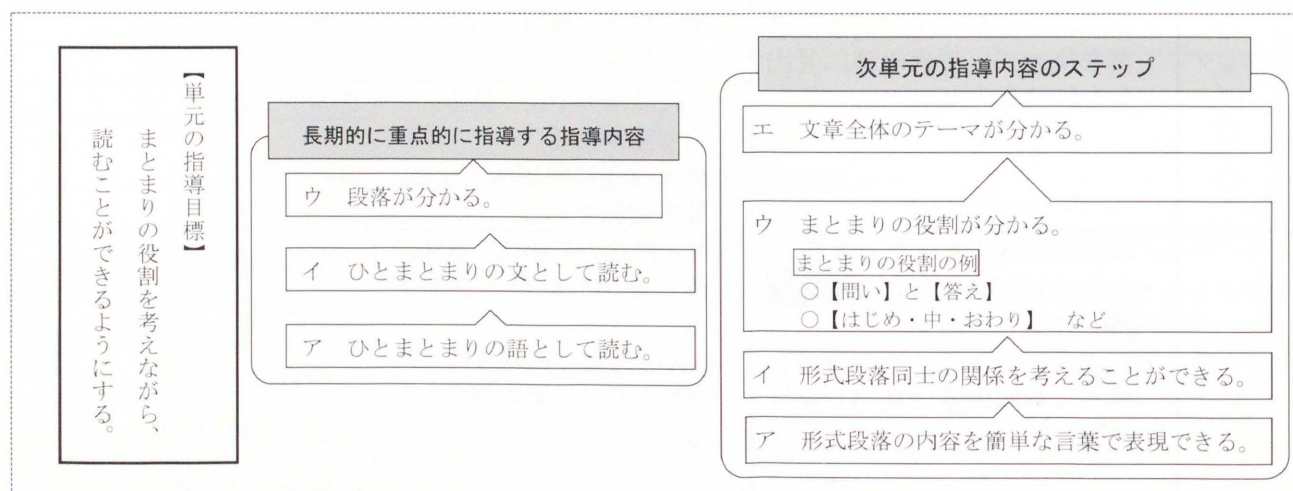 【単元の指導目標】
まとまりの役割を考えながら、
読むことができるようにする。
長期的に重点的に指導する指導内容
ウ 段落が分かる。
イ ひとまとまりの文として読む。
ア ひとまとまりの語として読む。
次単元の指導内容のステップ
エ 文章全体のテーマが分かる。
ウ まとまりの役割が分かる。
まとまりの役割の例
○【問い】と【答え】
○【はじめ・中・おわり】 など
イ 形式段落同士の関係を考えることができる。
ア 形式段落の内容を簡単な言葉で表現できる。